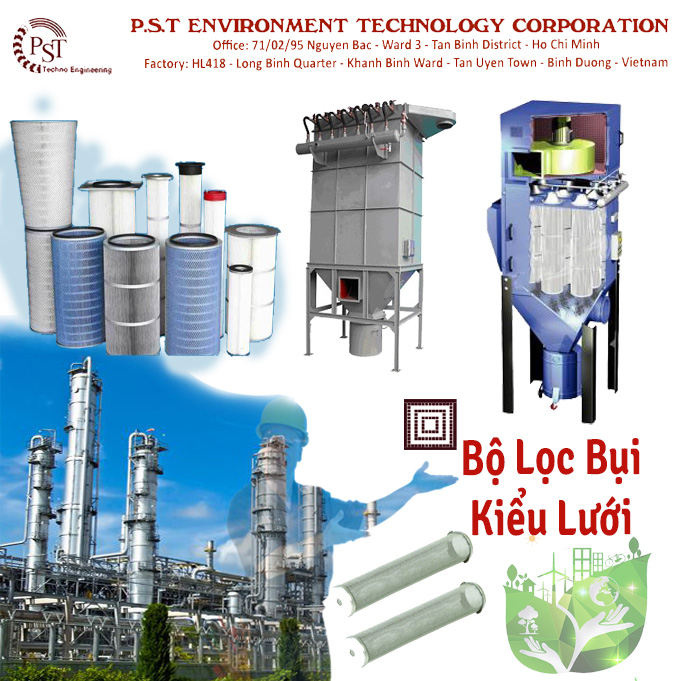 P.S.T ENVIRONMENT TECHNOLOGY CORPORATION
Office: 71/02/95 Nguyen Bac - Ward 3 - Tan Binh District - Ho Chi Minh
Factory: HL418 - Long Binh Quarter - Khanh Binh Ward - Tan Uyen Town - Binh Duong - Vietnam
PST
Techno Engineering
Bộ Lọc Bụi
Kiểu Lưới